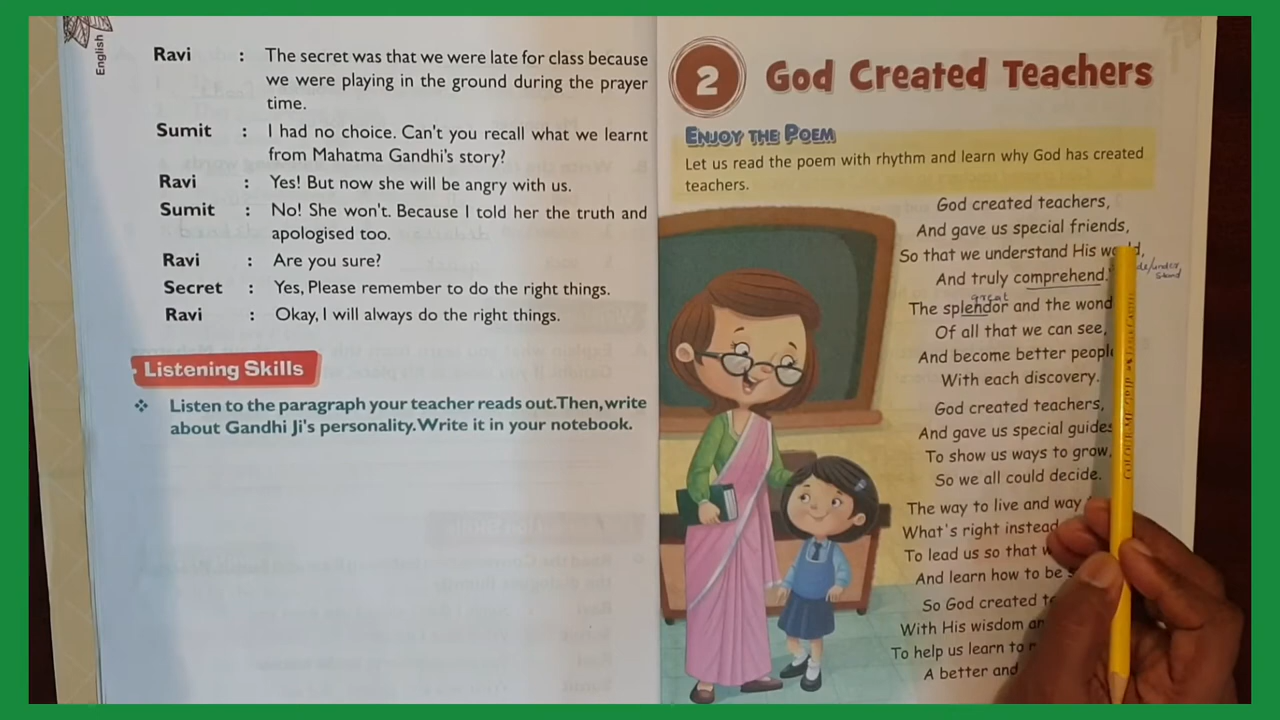 English
Ravi : The secret was that we were late for class because
we were playing in the ground during the prayer
time.
Sumit : I had no choice. Can't you recall what we learnt
from Mahatma Gandhi's story?
Ravi : Yes! But now she will be angry with us.
Sumit : No! She won't. Because I told her the truth and
apologised too.
Ravi : Are you sure?
Secret : Yes, Please remember to do the right things.
Ravi : Okay, I will always do the right things.
Listening Skills
❖ Listen to the paragraph your teacher reads out.Then,write
about Gandhi Ji's personality.Write it in your notebook.
2 God Created Teachers
ENJOY THE POEM
Let us read the poem with rhythm and learn why God has created
teachers.
God created teachers,
And gave us special friends,
So that we understand His
And truly comprehend.
under
stand
great
The splendor and the
Of all that we can see,
And become better
With each discovery.
God created teachers,
And gave us special
To show us ways to grow,
So we all could decide.
The way to live and way
What's right instead
To lead us so that
And learn how to be
So God created
With His wisdom
To help us learn to
A better and